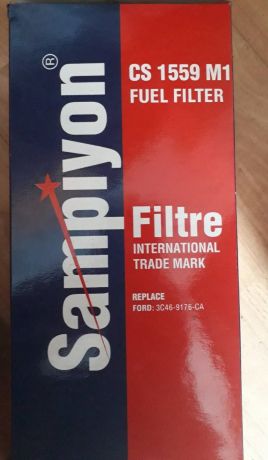 CS 1559 M1
FUEL FILTER
Sampiyon®
Filtre
INTERNATIONAL
TRADE MARK
REPLACE
FORD: 3C46-9176-CA